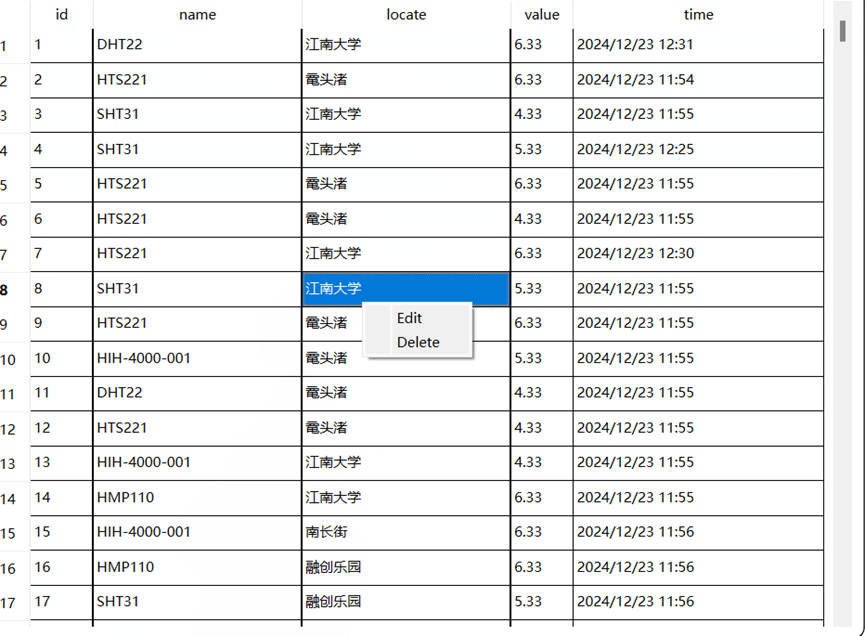 id name locate value time
1 1 DHT22 江南大学 6.33 2024/12/23 12:31
2 2 HTS221 鼋头渚 6.33 2024/12/23 11:54
3 3 SHT31 江南大学 4.33 2024/12/23 11:55
4 4 SHT31 江南大学 5.33 2024/12/23 12:25
5 5 HTS221 鼋头渚 6.33 2024/12/23 11:55
6 6 HTS221 鼋头渚 4.33 2024/12/23 11:55
7 7 HTS221 江南大学 6.33 2024/12/23 12:30
8 8 SHT31 江南大学 5.33 2024/12/23 11:55
9 9 HTS221 鼋头渚 6.33 2024/12/23 11:55
Edit
Delete
10 10 HIH-4000-001 鼋头渚 5.33 2024/12/23 11:55
11 11 DHT22 鼋头渚 4.33 2024/12/23 11:55
12 12 HTS221 鼋头渚 4.33 2024/12/23 11:55
13 13 HIH-4000-001 江南大学 4.33 2024/12/23 11:55
14 14 HMP110 江南大学 6.33 2024/12/23 11:55
15 15 HIH-4000-001 南长街 6.33 2024/12/23 11:56
16 16 HMP110 融创乐园 6.33 2024/12/23 11:56
17 17 SHT31 融创乐园 5.33 2024/12/23 11:56